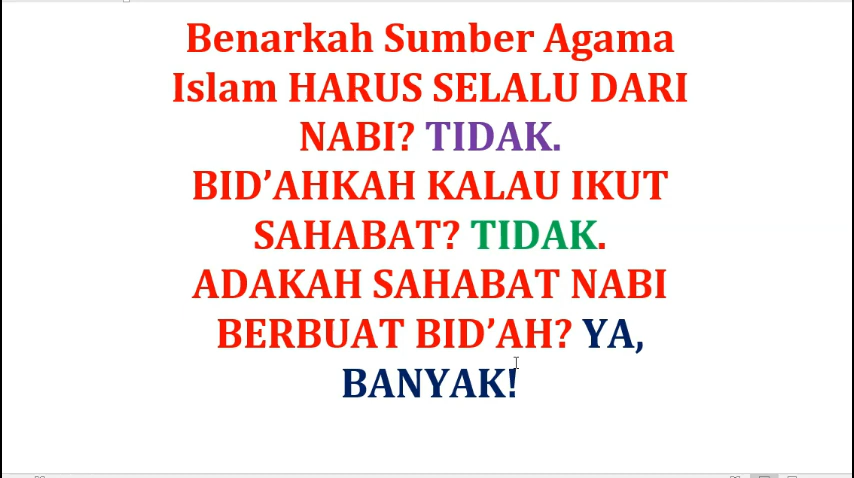 Benarkah Sumber Agama
Islam HARUS SELALU DARI
NABI? TIDAK.
BID’AHKAH KALAU IKUT
SAHABAT? TIDAK.
ADAKAH SAHABAT NABI
BERBUAT BID’AH? YA,
BANYAK!